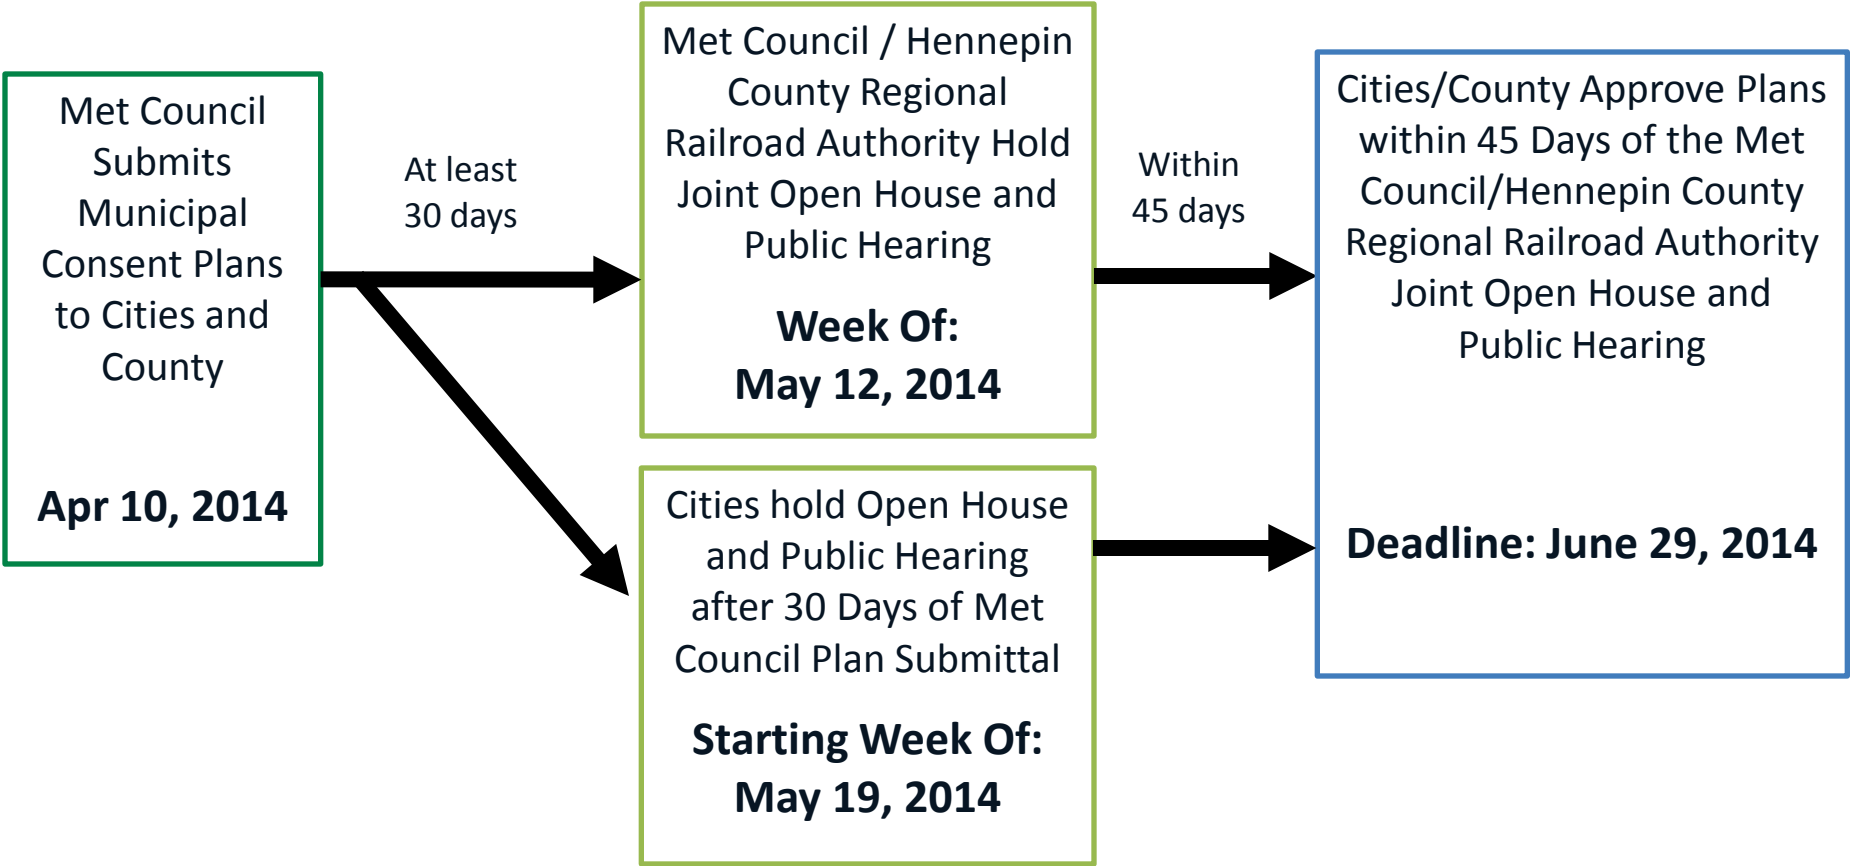 Met Council
Submits
Municipal
Consent Plans
to Cities and
County
Apr 10, 2014
At least
30 days
Met Council / Hennepin
County Regional
Railroad Authority Hold
Joint Open House and
Public Hearing
Week Of:
May 12, 2014
Cities hold Open House
and Public Hearing
after 30 Days of Met
Council Plan Submittal
Starting Week Of:
May 19, 2014
Within
45 days
Cities/County Approve Plans
within 45 Days of the Met
Council/Hennepin County
Regional Railroad Authority
Joint Open House and
Public Hearing
Deadline: June 29, 2014